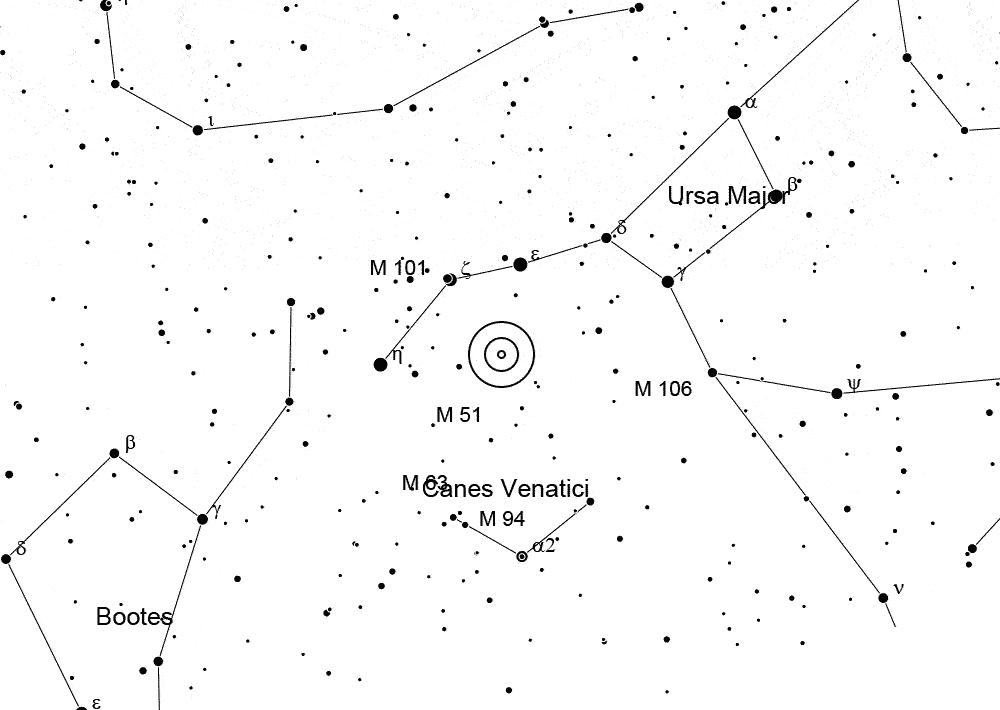 η
ι
α
Ursa Major
β
δ
ε
M 101
ζ
γ
η
M 106
ψ
M 51
β
M 63
Canes Venatici
γ
M 94
α2
δ
ν
Bootes
ε